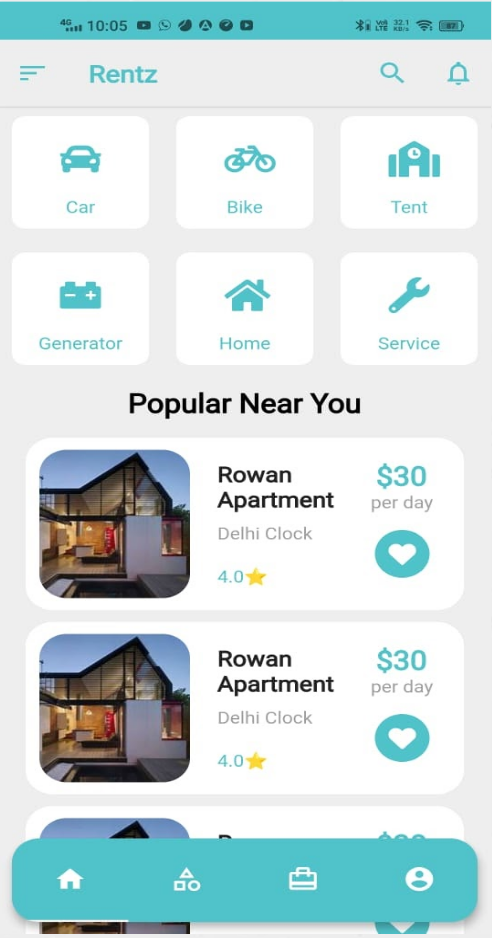 4G 10:05 Vo) LTE 32.1 KB/s 87
Rentz
Car Bike Tent
Generator Home Service
Popular Near You
Rowan
Apartment
Delhi Clock
4.0⭐
$30
per day
Rowan
Apartment
Delhi Clock
4.0⭐
$30
per day